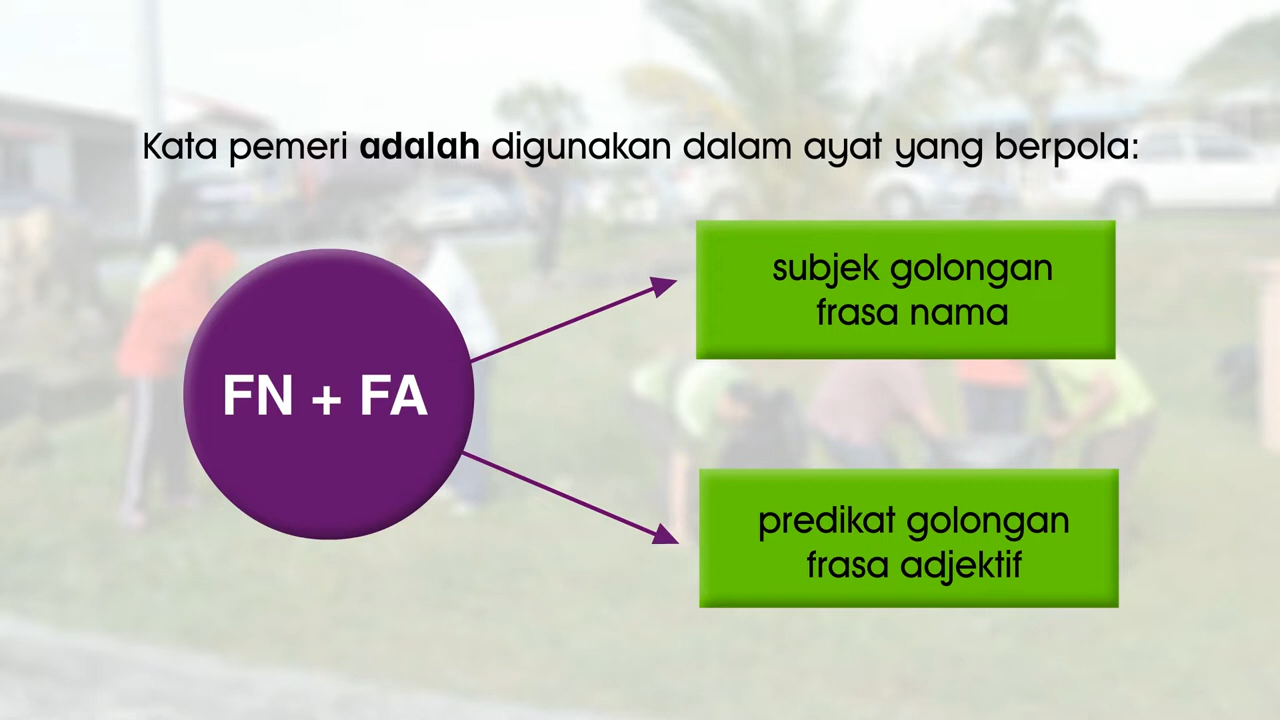 Kata pemeri adalah digunakan dalam ayat yang berpola:
FN + FA
subjek golongan
frasa nama
predikat golongan
frasa adjektif